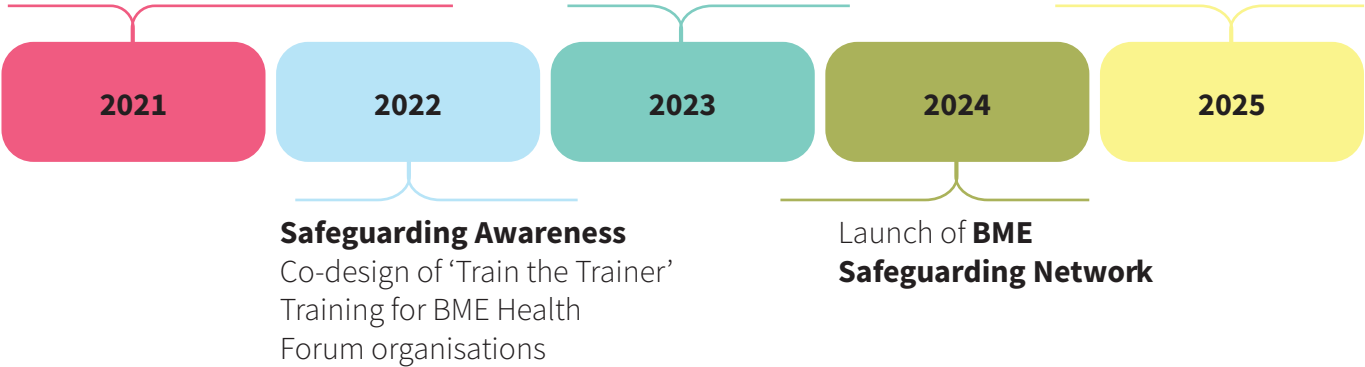 2021
2022
2023
2024
2025
Safeguarding Awareness
Co-design of ‘Train the Trainer’
Training for BME Health
Forum organisations
Launch of BME
Safeguarding Network